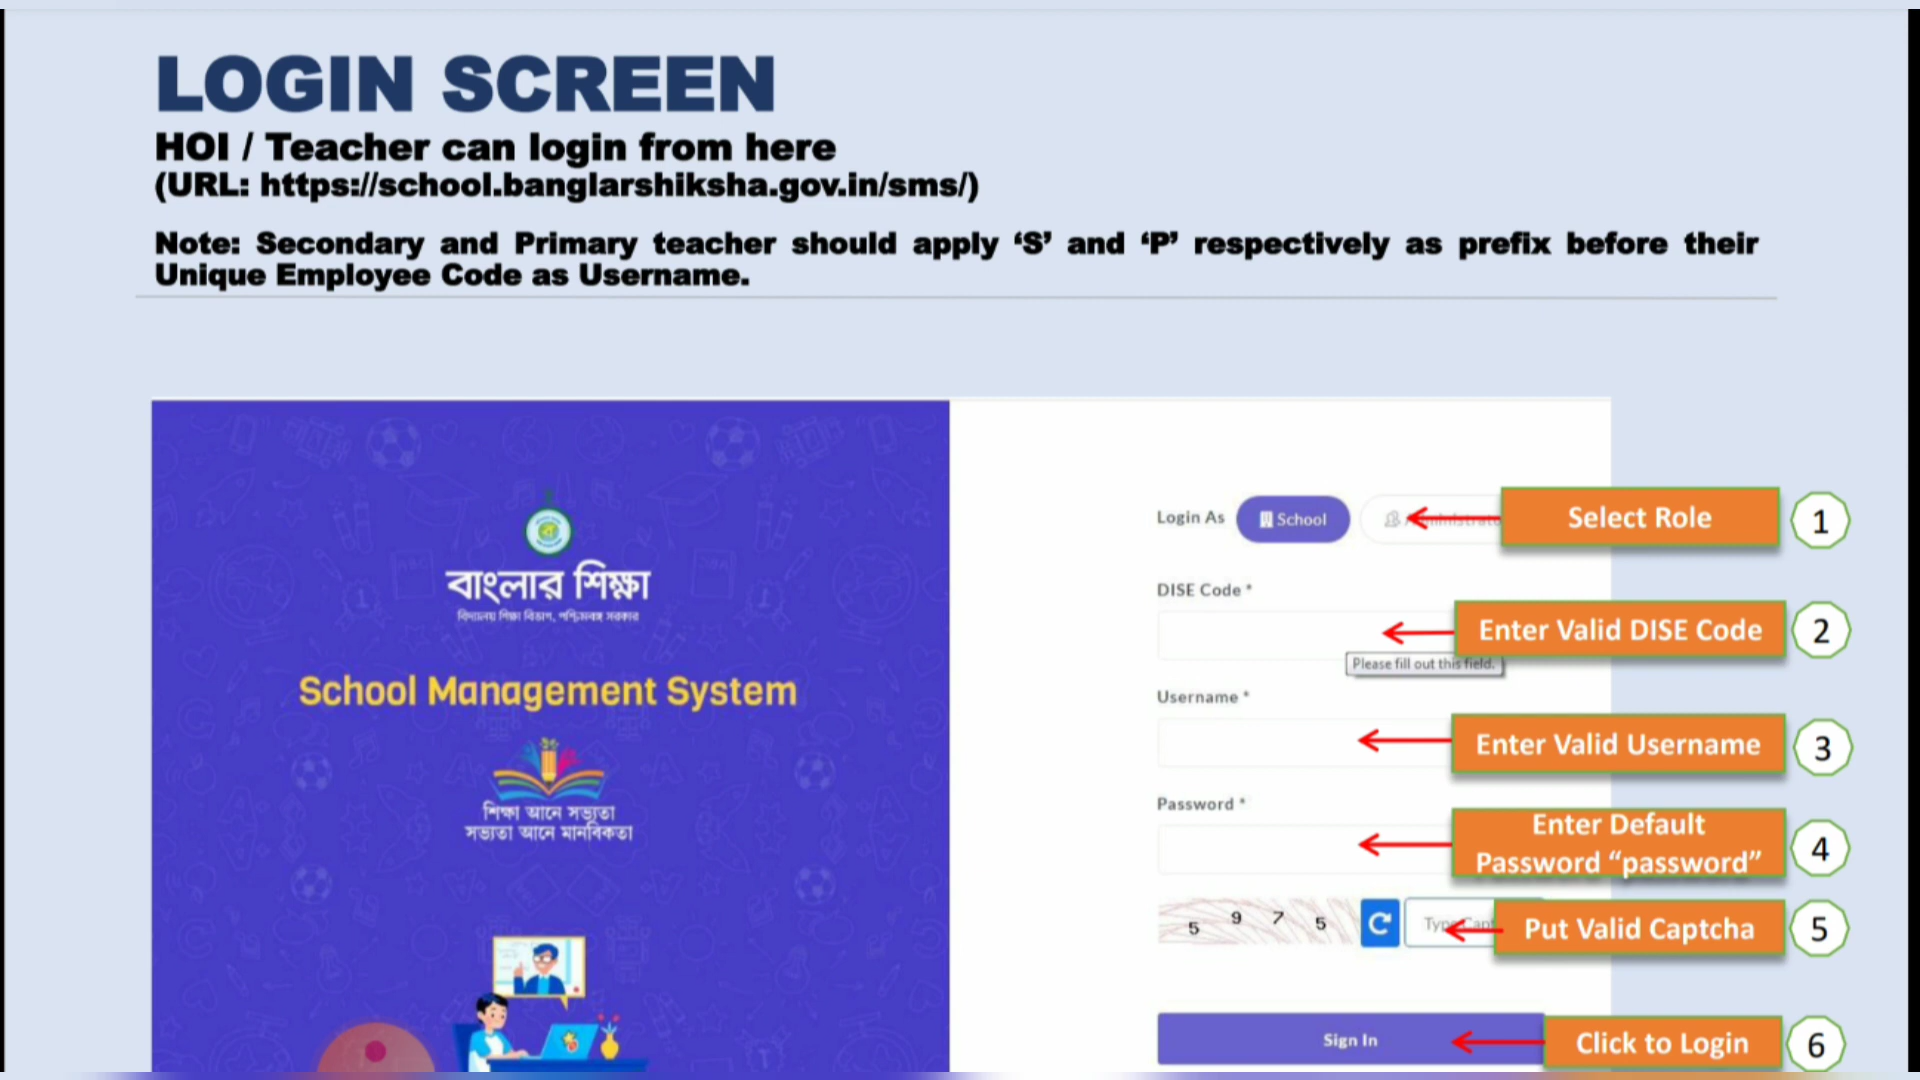 LOGIN SCREEN
HOI / Teacher can login from here
(URL: https://school.banglarshiksha.gov.in/sms/)
Note: Secondary and Primary teacher should apply ‘S’ and ‘P’ respectively as prefix before their
Unique Employee Code as Username.
বাংলার শিক্ষা
বিদ্যালয় শিক্ষা বিভাগ, পশ্চিমবঙ্গ সরকার
School Management System
শিক্ষা আনে সভ্যতা
সভ্যতা আনে মানবিকতা
Login As School
Select Role 1
DISE Code *
Enter Valid DISE Code 2
Please fill out this field.
Username *
Enter Valid Username 3
Password *
Enter Default
Password “password” 4
5 9 7 5
Put Valid Captcha 5
Sign In
Click to Login 6